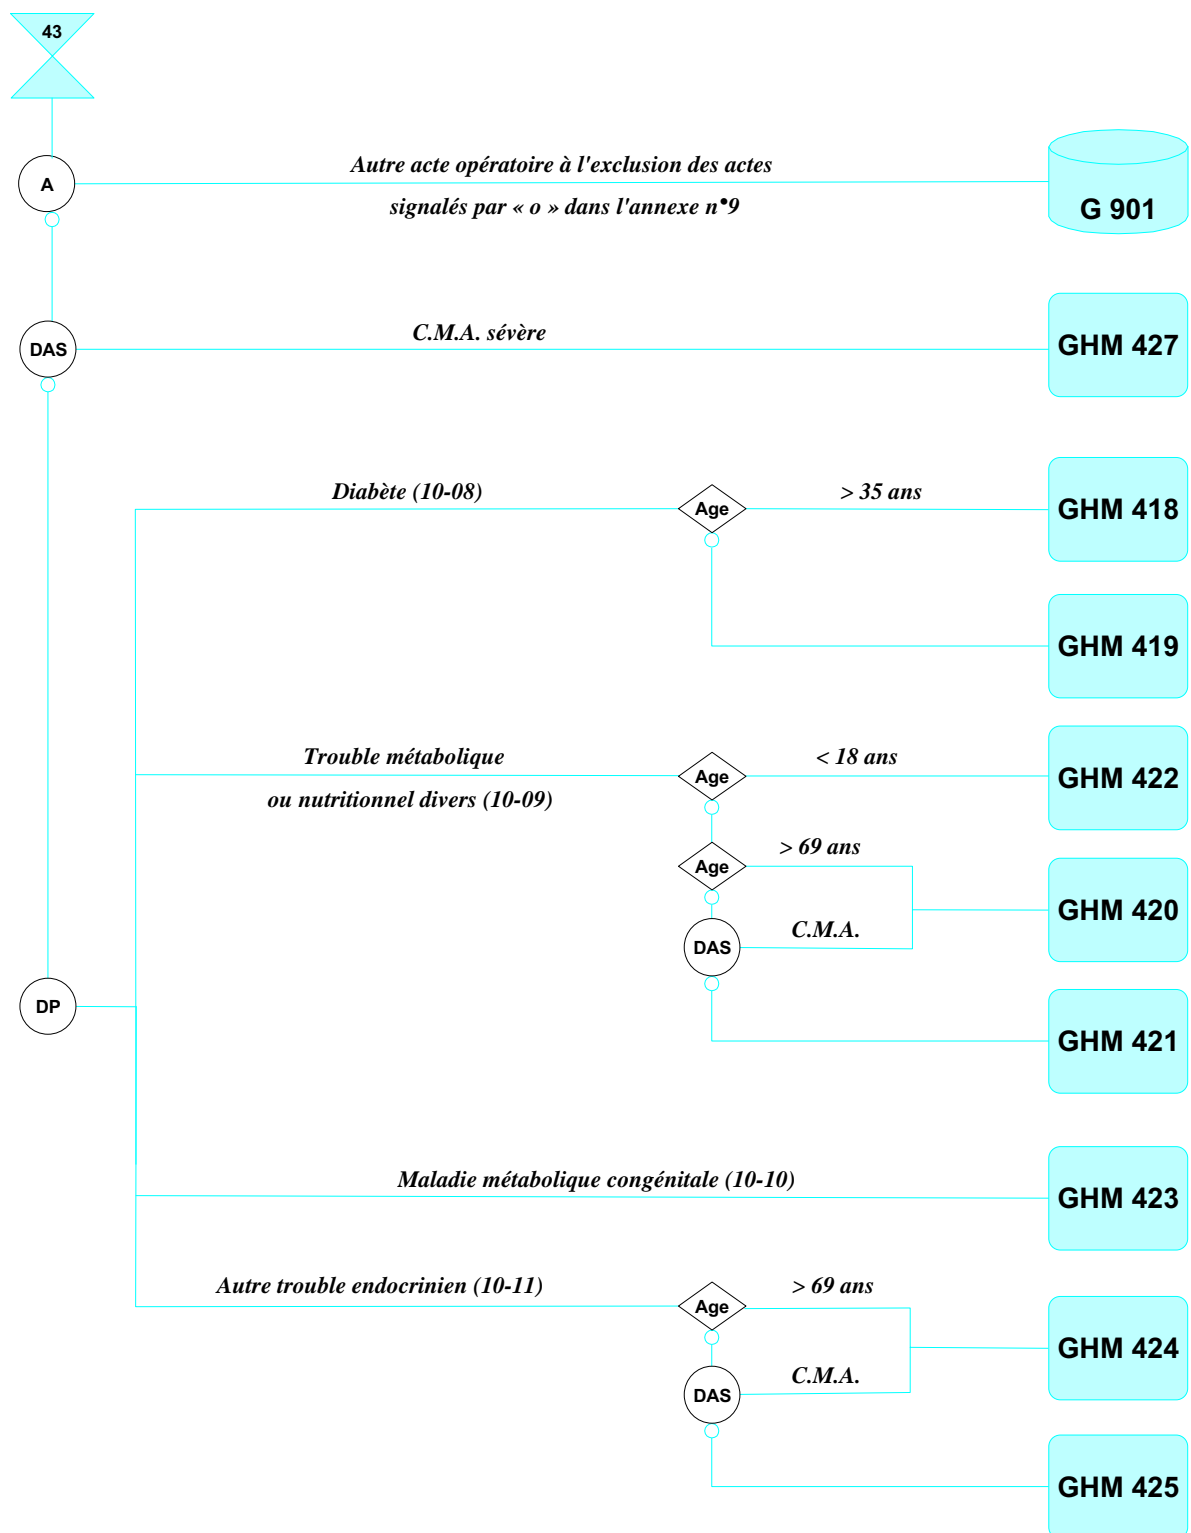 43
A
Autre acte opératoire à l'exclusion des actes
signalés par « o » dans l'annexe n°9
G 901
DAS
C.M.A. sévère
GHM 427
Diabète (10-08)
Age
> 35 ans
GHM 418
GHM 419
Trouble métabolique
ou nutritionnel divers (10-09)
Age
< 18 ans
GHM 422
Age
> 69 ans
GHM 420
DAS
C.M.A.
DP
GHM 421
Maladie métabolique congénitale (10-10)
GHM 423
Autre trouble endocrinien (10-11)
Age
> 69 ans
GHM 424
DAS
C.M.A.
GHM 425